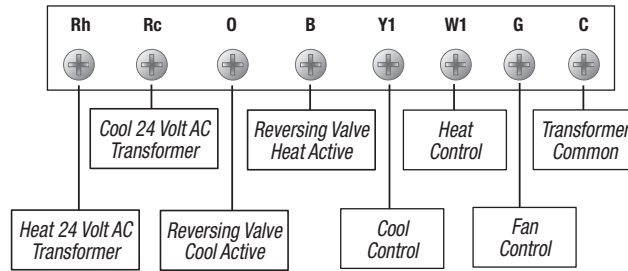 Rh Rc O B Y1 W1 G C
Cool 24 Volt AC
Transformer
Reversing Valve
Heat Active
Heat
Control
Transformer
Common
Heat 24 Volt AC
Transformer
Reversing Valve
Cool Active
Cool
Control
Fan
Control